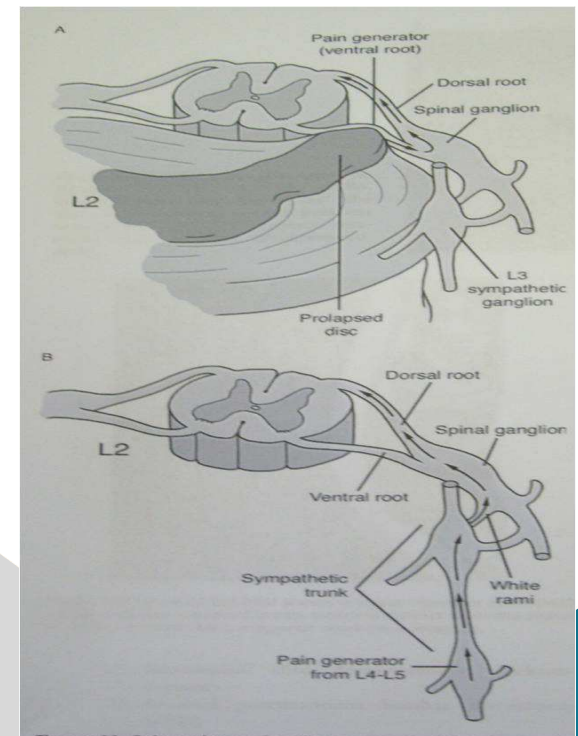 A
Pain generator
(ventral root)
Dorsal root
Spinal ganglion
L2
L3
sympathetic
ganglion
Prolapsed
disc
B
Dorsal root
Spinal ganglion
L2
Ventral root
Sympathetic
trunk
White
rami
Pain generator
from L4-L5